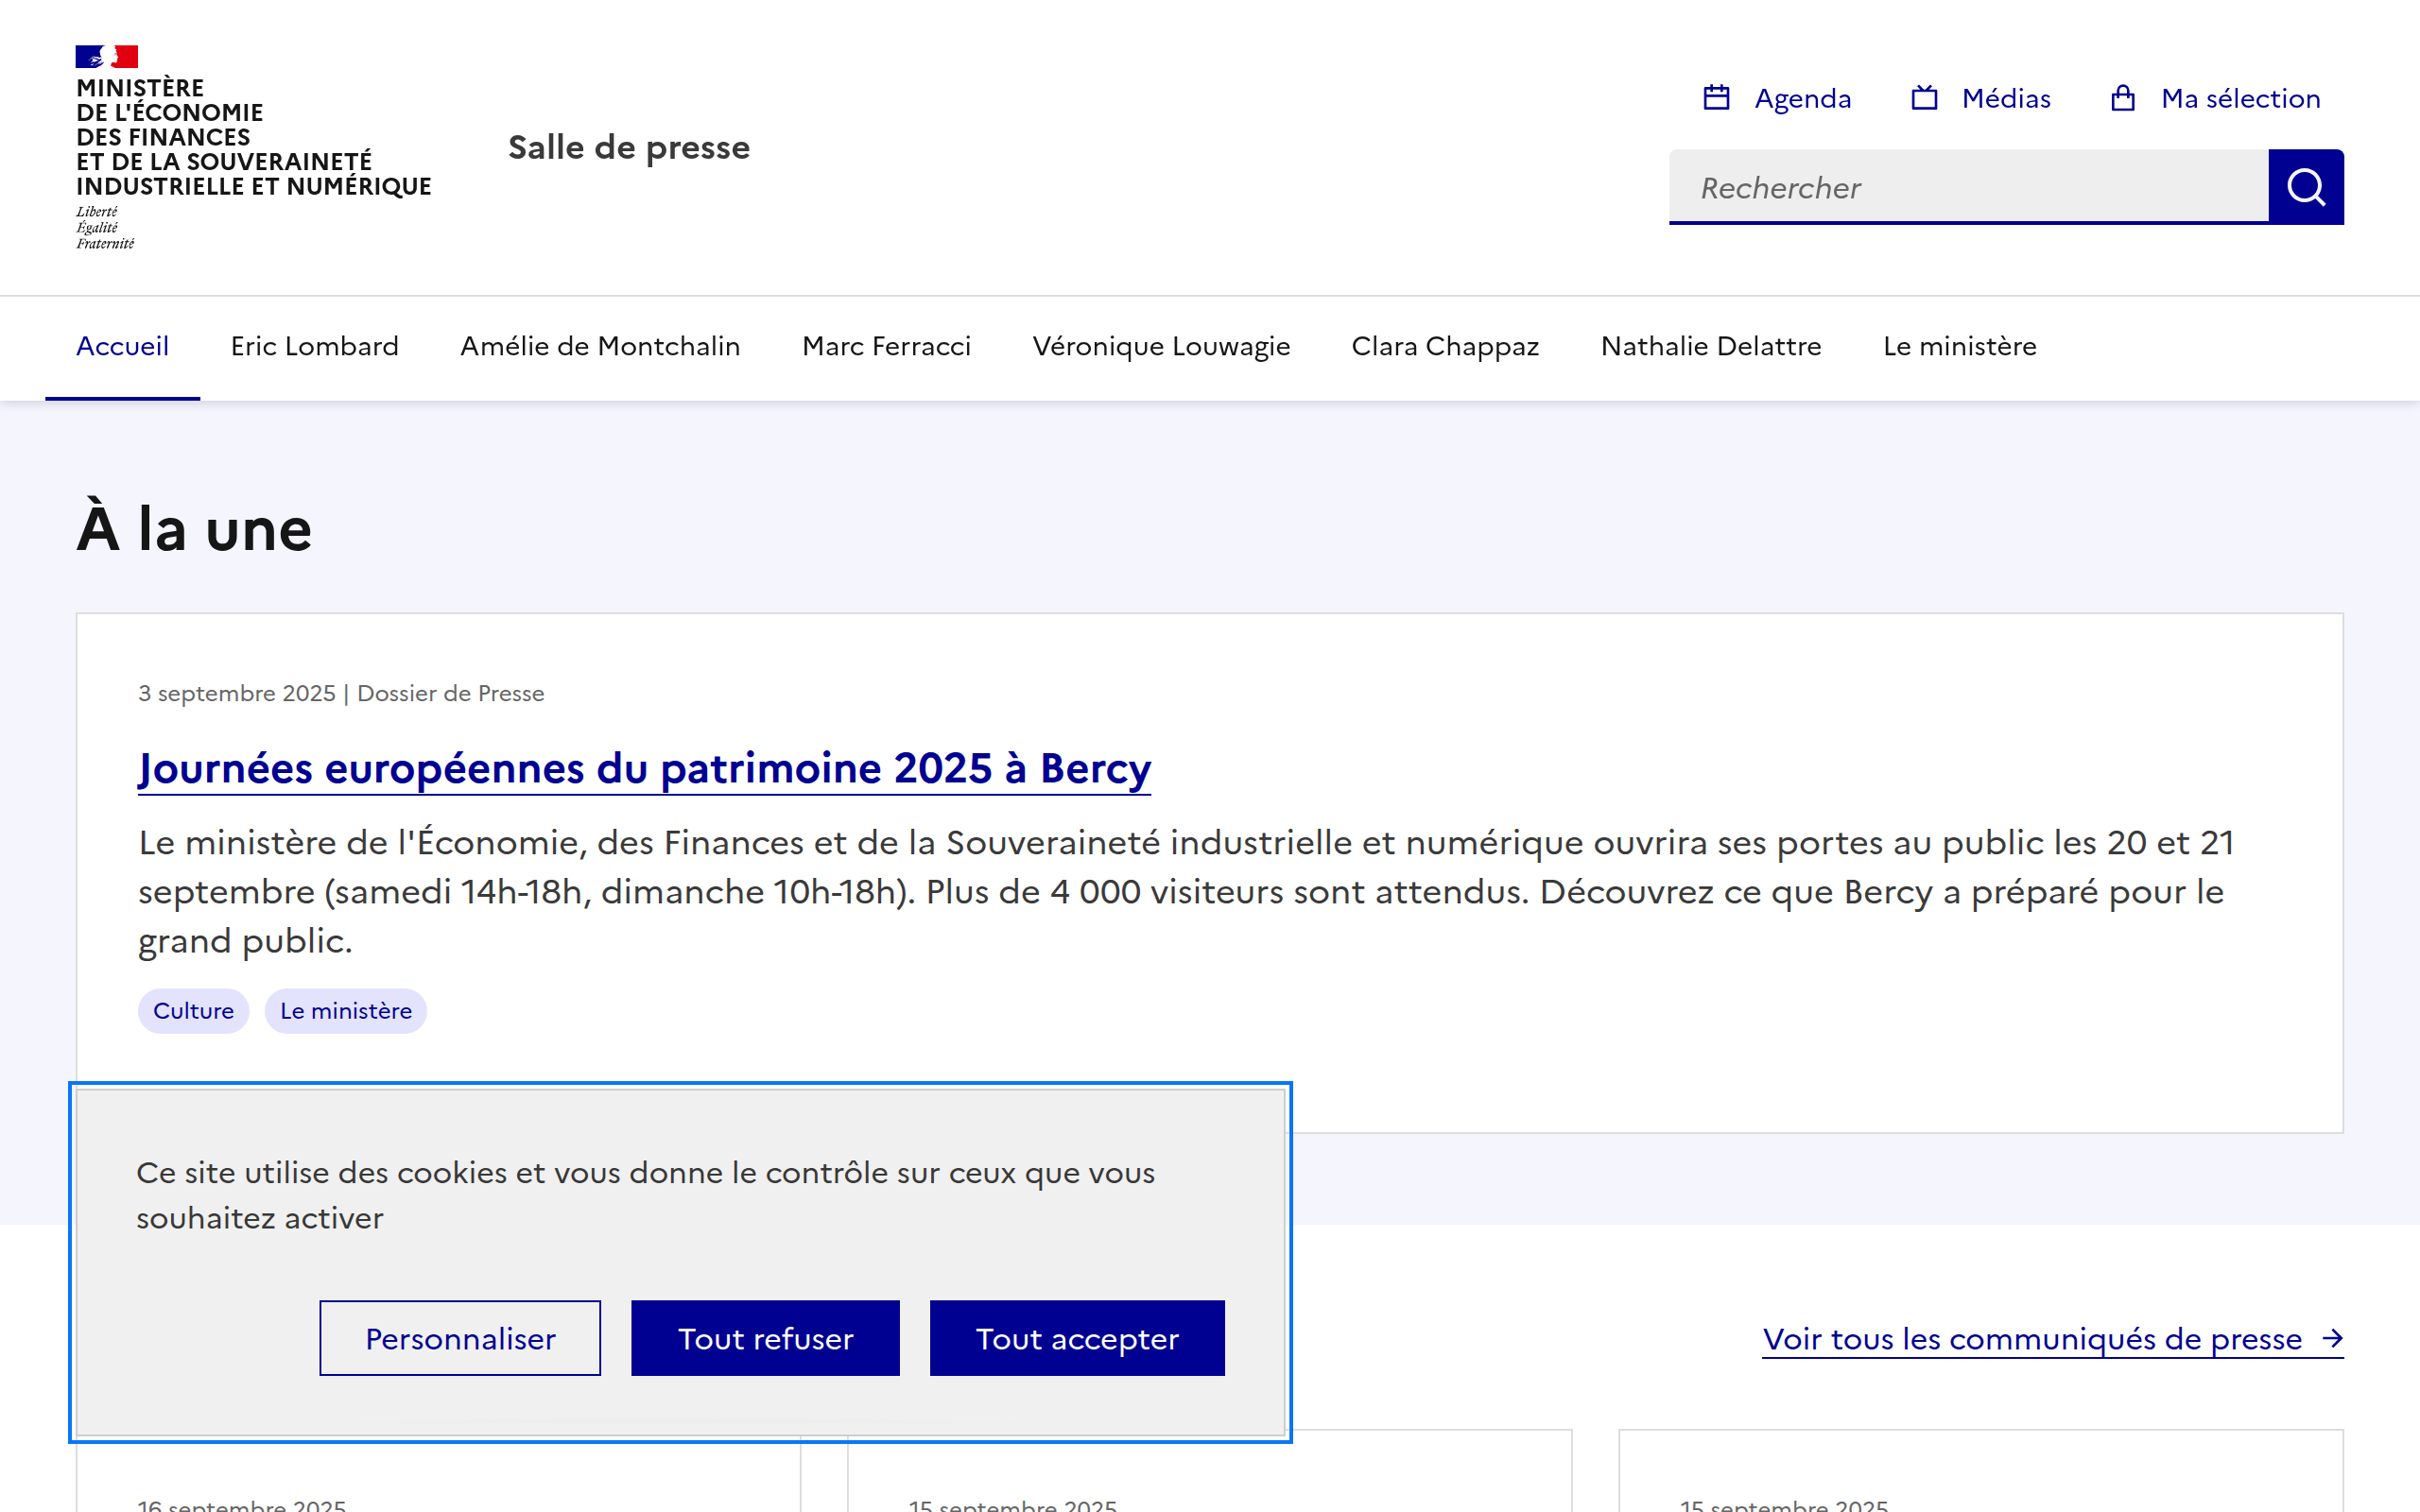 MINISTÈRE
DE L'ÉCONOMIE
DES FINANCES
ET DE LA SOUVERAINETÉ
INDUSTRIELLE ET NUMÉRIQUE
Liberté
Égalité
Fraternité
Salle de presse
Agenda
Médias
Ma sélection
Rechercher
Accueil
Eric Lombard
Amélie de Montchalin
Marc Ferracci
Véronique Louwagie
Clara Chappaz
Nathalie Delattre
Le ministère
À la une
3 septembre 2025 | Dossier de Presse
Journées européennes du patrimoine 2025 à Bercy
Le ministère de l'Économie, des Finances et de la Souveraineté industrielle et numérique ouvrira ses portes au public les 20 et 21
septembre (samedi 14h-18h, dimanche 10h-18h). Plus de 4 000 visiteurs sont attendus. Découvrez ce que Bercy a préparé pour le
grand public.
Culture
Le ministère
Ce site utilise des cookies et vous donne le contrôle sur ceux que vous
souhaitez activer
Personnaliser
Tout refuser
Tout accepter
Voir tous les communiqués de presse
16 septembre 2025
15 septembre 2025
15 septembre 2025